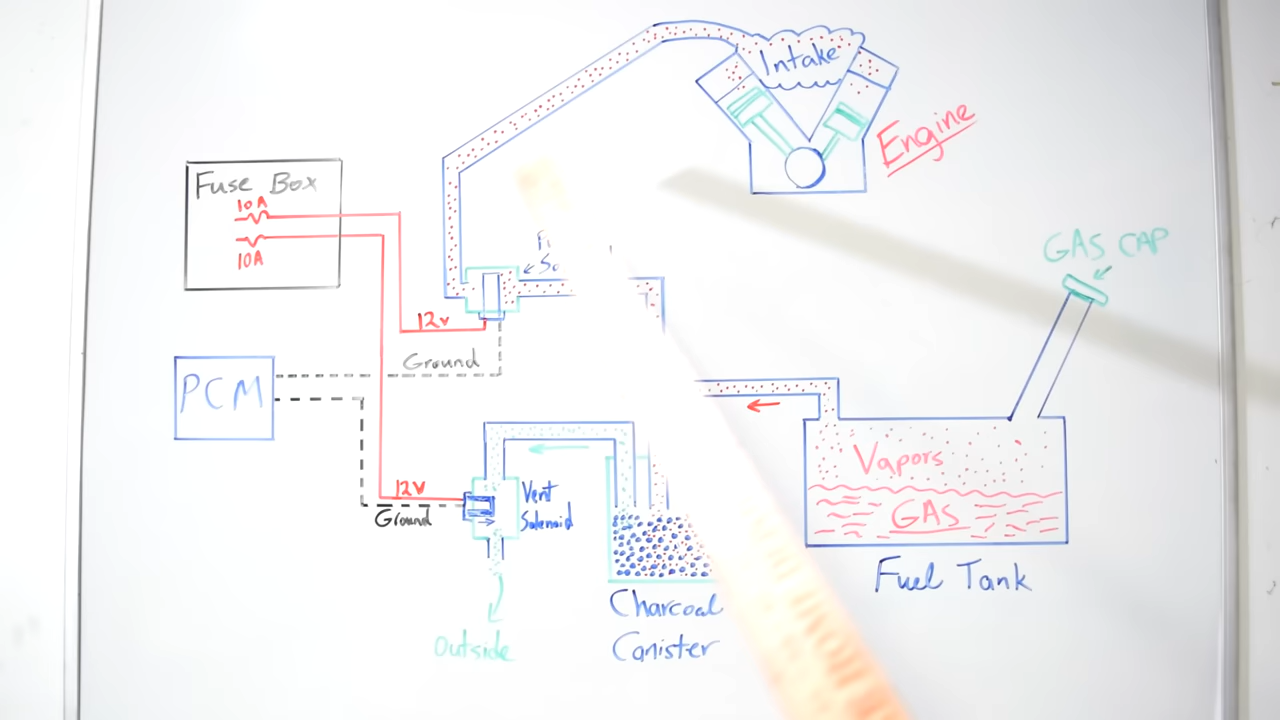 Intake
Engine
Fuse Box
10A
10A
GAS CAP
12v
Ground
PCM
Vapors
GAS
12V
Ground
Vent
Solenoid
Fuel Tank
Charcoal
Canister
Outside